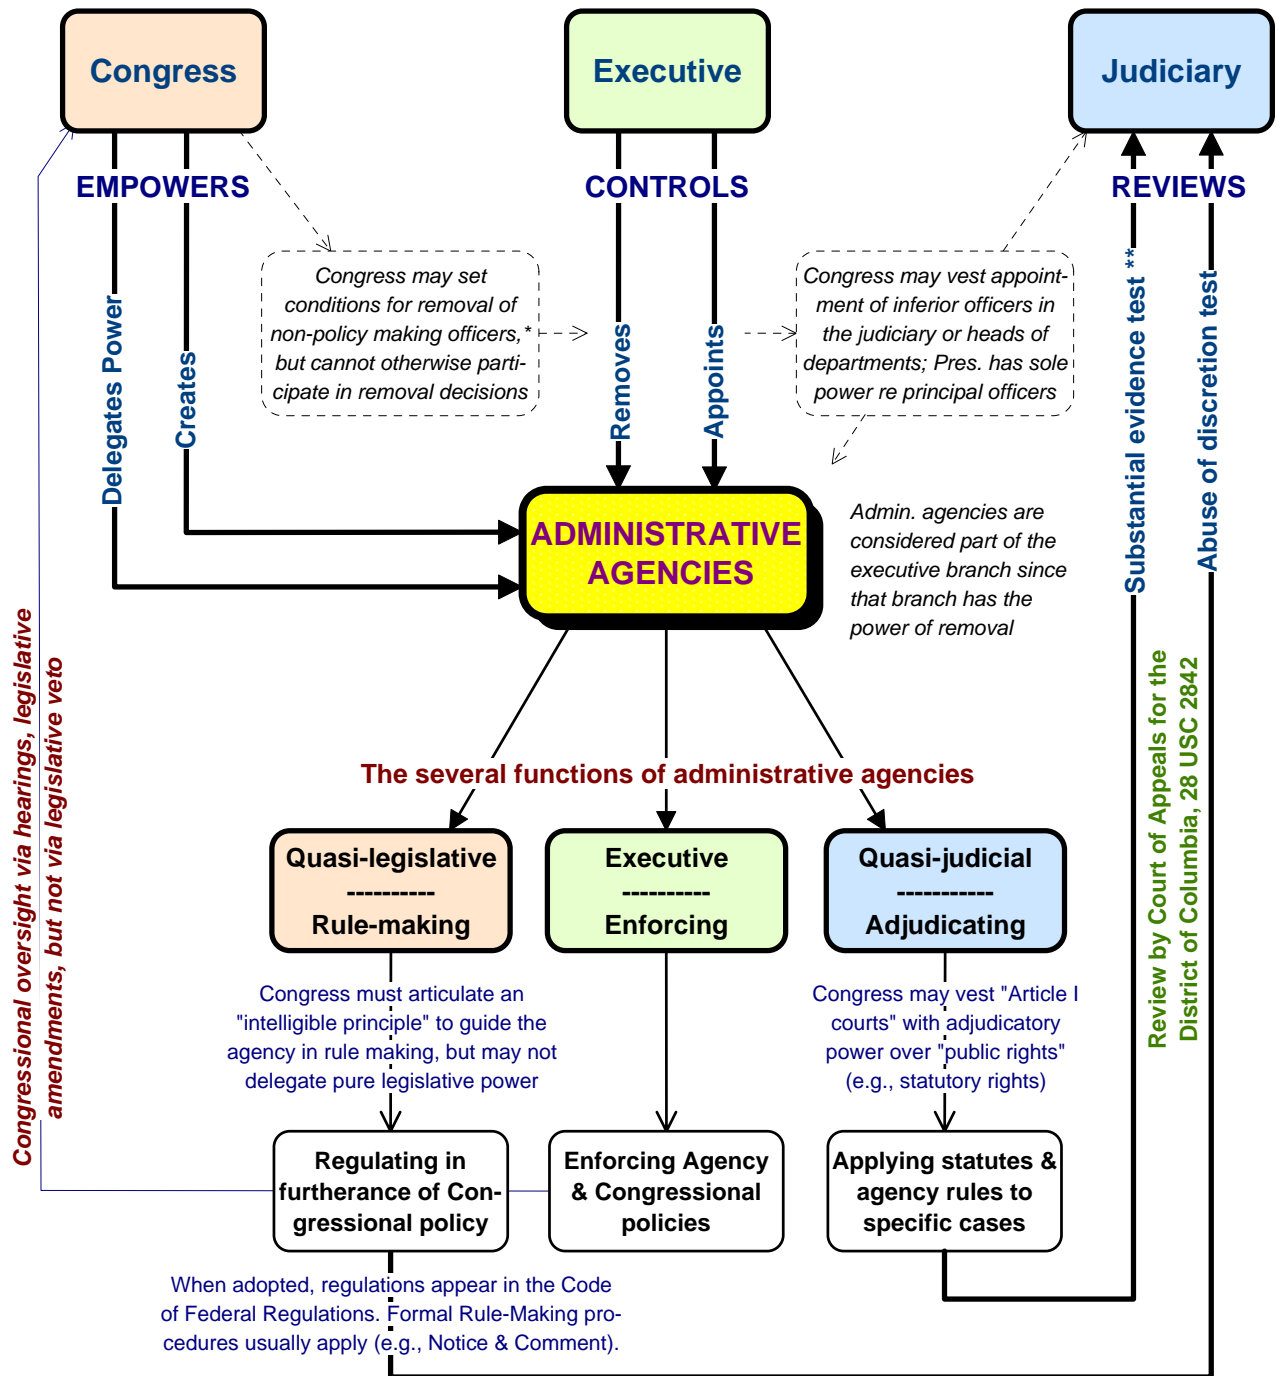 Congress
Executive
Judiciary
EMPOWERS
CONTROLS
REVIEWS
Delegates Power
Creates
Congress may set
conditions for removal of
non-policy making officers,*
but cannot otherwise parti-
cipate in removal decisions
Removes
Appoints
Congress may vest appoint-
ment of inferior officers in
the judiciary or heads of
departments; Pres. has sole
power re principal officers
Substantial evidence test **
Abuse of discretion test
ADMINISTRATIVE
AGENCIES
Admin. agencies are
considered part of the
executive branch since
that branch has the
power of removal
Congressional oversight via hearings, legislative
amendments, but not via legislative veto
Review by Court of Appeals for the
District of Columbia, 28 USC 2842
The several functions of administrative agencies
Quasi-legislative
----------
Rule-making
Executive
----------
Enforcing
Quasi-judicial
-----------
Adjudicating
Congress must articulate an
"intelligible principle" to guide the
agency in rule making, but may not
delegate pure legislative power
Congress may vest "Article I
courts" with adjudicatory
power over "public rights"
(e.g., statutory rights)
Regulating in
furtherance of Con-
gressional policy
Enforcing Agency
& Congressional
policies
Applying statutes &
agency rules to
specific cases
When adopted, regulations appear in the Code
of Federal Regulations. Formal Rule-Making pro-
cedures usually apply (e.g., Notice & Comment).